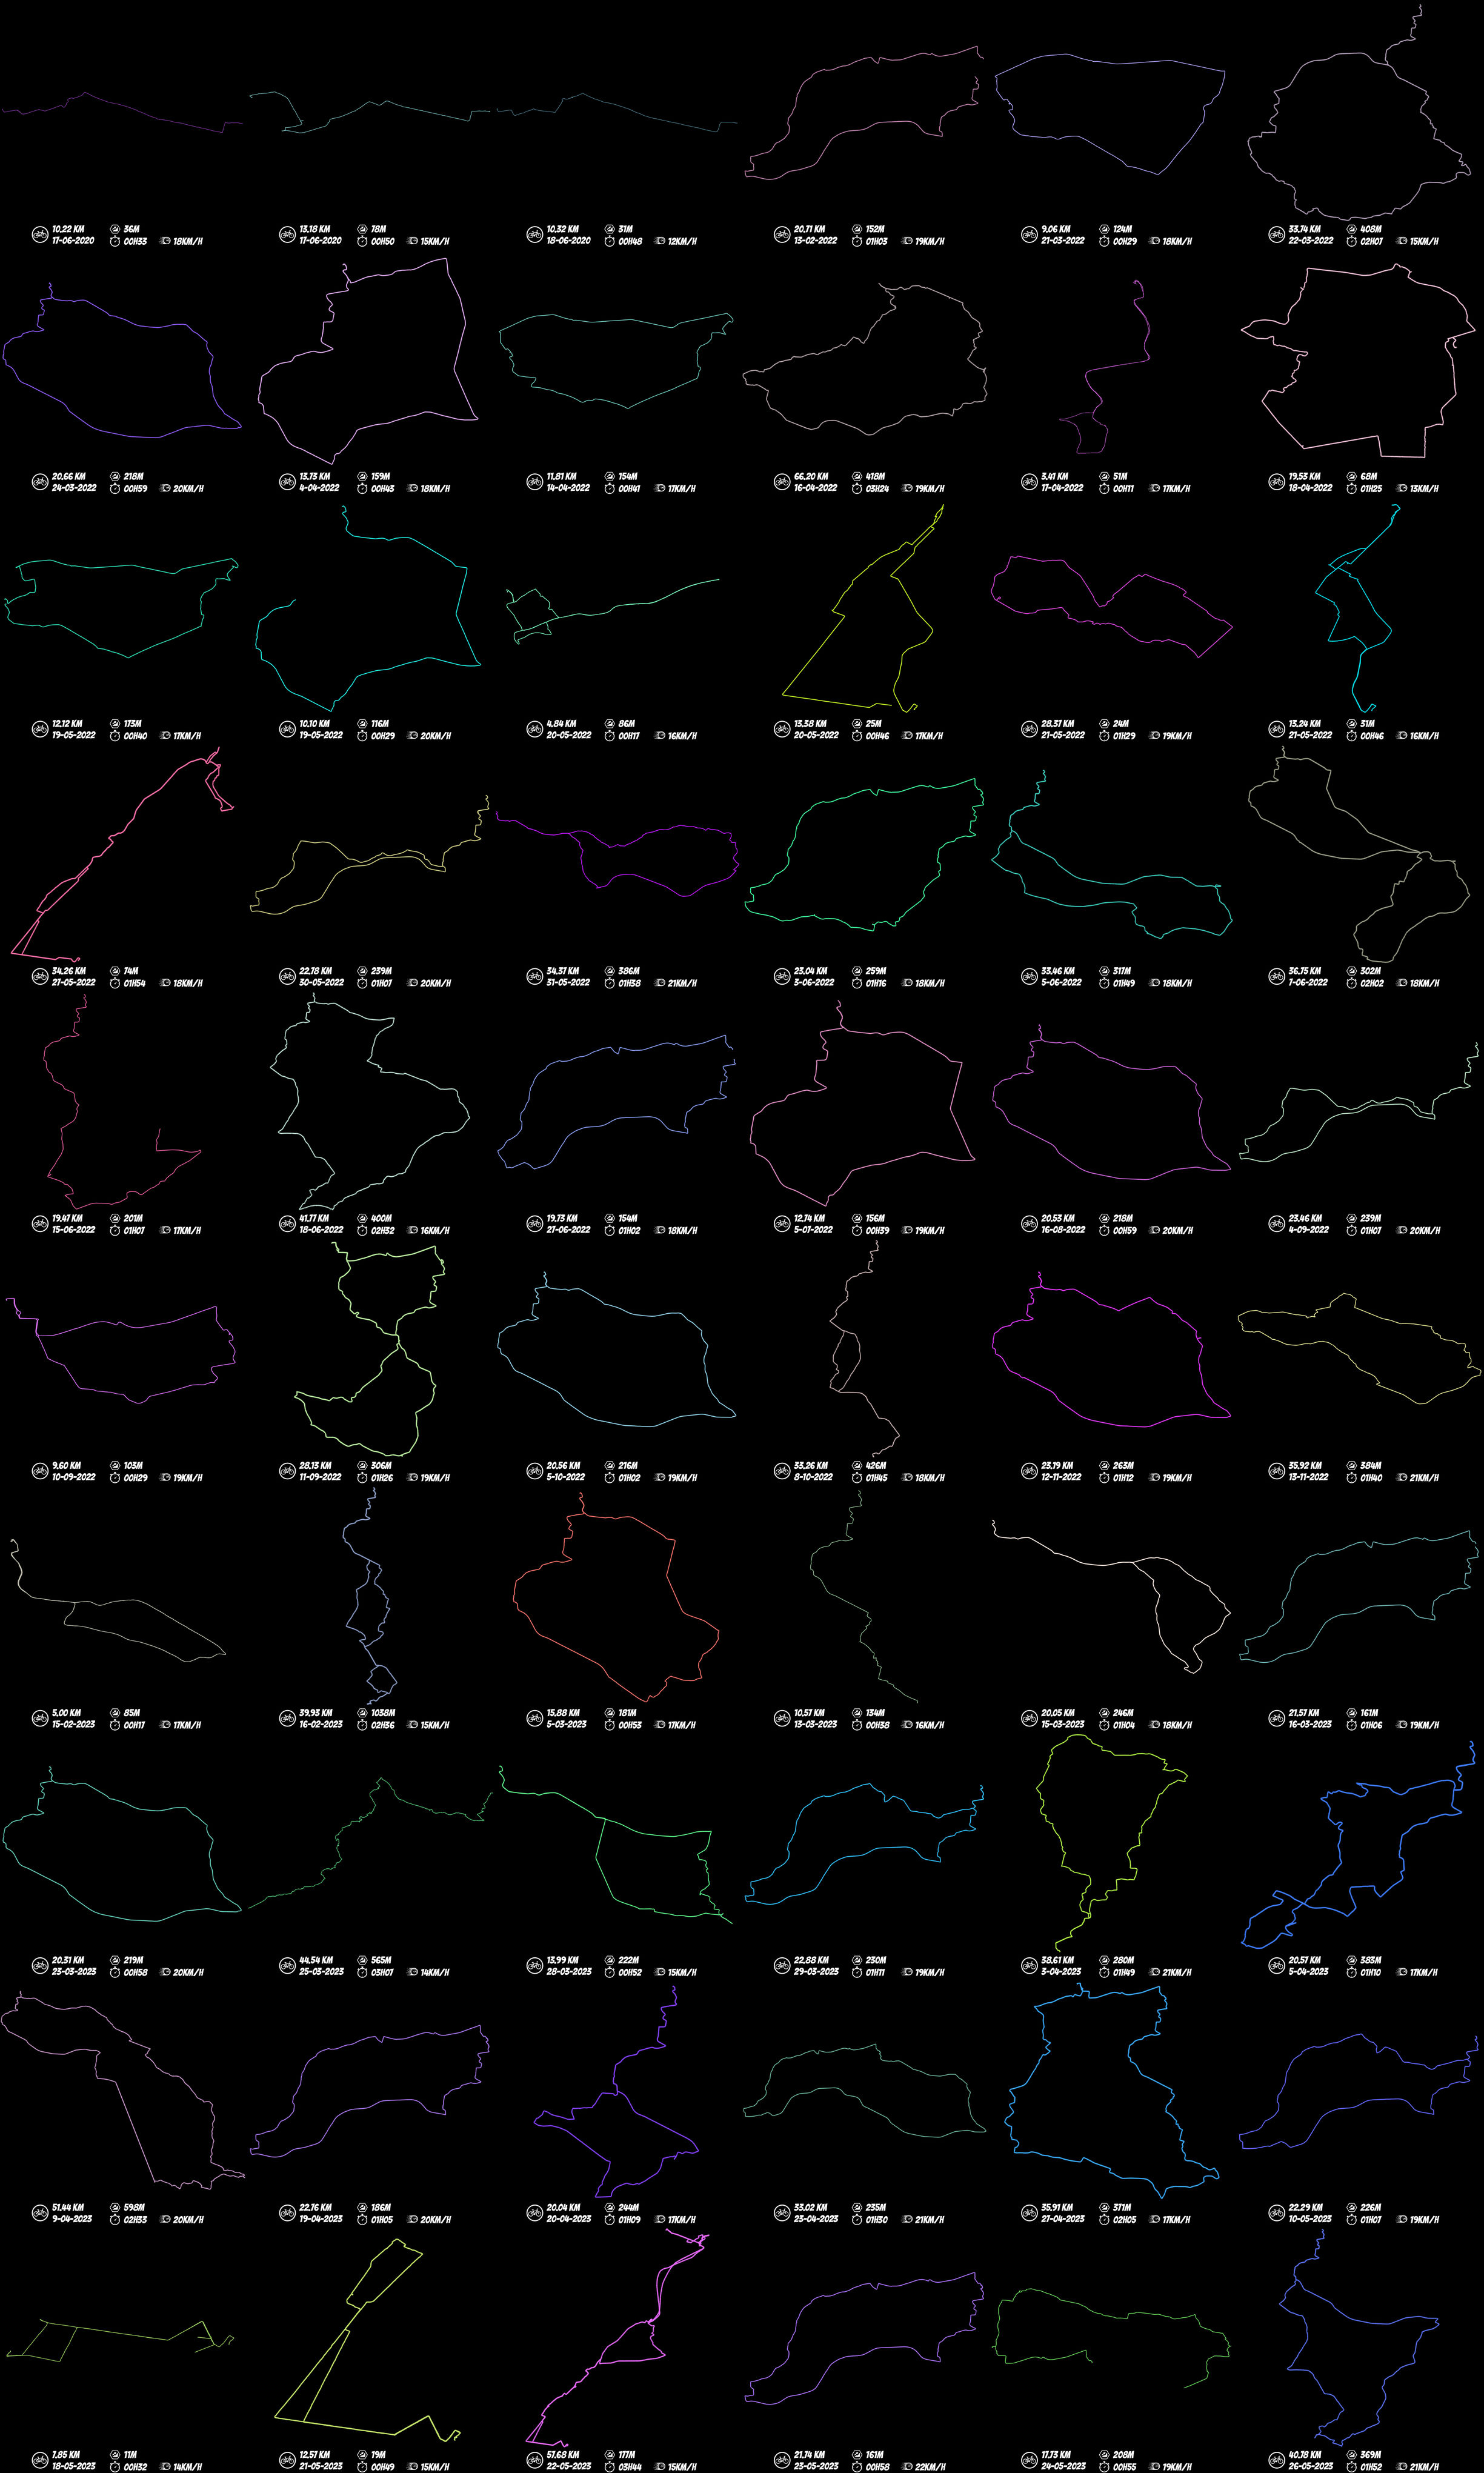 10.22 KM 36M
17-06-2020 00H33 18KM/H
13.18 KM 78M
17-06-2020 00H50 15KM/H
10.32 KM 31M
18-06-2020 00H48 12KM/H
20.71 KM 152M
13-02-2022 01H03 19KM/H
9.06 KM 124M
21-03-2022 00H29 18KM/H
33.74 KM 408M
22-03-2022 02H07 15KM/H
20.66 KM 218M
24-03-2022 00H59 20KM/H
13.73 KM 159M
4-04-2022 00H43 18KM/H
11.81 KM 154M
14-04-2022 00H41 17KM/H
66.20 KM 418M
16-04-2022 03H24 19KM/H
3.41 KM 51M
17-04-2022 00H11 17KM/H
19.53 KM 68M
18-04-2022 01H25 13KM/H
12.12 KM 173M
19-05-2022 00H40 17KM/H
10.10 KM 116M
19-05-2022 00H29 20KM/H
4.84 KM 86M
20-05-2022 00H17 16KM/H
13.38 KM 25M
20-05-2022 00H46 17KM/H
28.37 KM 24M
21-05-2022 01H29 19KM/H
13.24 KM 31M
21-05-2022 00H46 16KM/H
34.26 KM 74M
27-05-2022 01H54 18KM/H
22.78 KM 239M
30-05-2022 01H07 20KM/H
34.37 KM 386M
31-05-2022 01H38 21KM/H
23.04 KM 259M
3-06-2022 01H16 18KM/H
33.46 KM 317M
5-06-2022 01H49 18KM/H
36.75 KM 302M
7-06-2022 02H02 18KM/H
19.47 KM 201M
15-06-2022 01H07 17KM/H
41.77 KM 400M
18-06-2022 02H32 16KM/H
19.73 KM 154M
27-06-2022 01H02 18KM/H
12.74 KM 156M
5-07-2022 00H39 19KM/H
20.53 KM 218M
16-08-2022 00H59 20KM/H
23.46 KM 239M
4-09-2022 01H07 20KM/H
9.60 KM 103M
10-09-2022 00H29 19KM/H
28.13 KM 306M
11-09-2022 01H26 19KM/H
20.56 KM 216M
5-10-2022 01H02 19KM/H
33.26 KM 426M
8-10-2022 01H45 18KM/H
23.19 KM 263M
12-11-2022 01H12 19KM/H
35.92 KM 384M
13-11-2022 01H40 21KM/H
5.00 KM 85M
15-02-2023 00H17 17KM/H
39.93 KM 1038M
16-02-2023 02H36 15KM/H
15.88 KM 181M
5-03-2023 00H53 17KM/H
10.57 KM 134M
13-03-2023 00H38 16KM/H
20.05 KM 246M
15-03-2023 01H04 18KM/H
21.57 KM 161M
16-03-2023 01H06 19KM/H
20.31 KM 219M
23-03-2023 00H58 20KM/H
44.54 KM 565M
25-03-2023 03H07 14KM/H
13.99 KM 222M
28-03-2023 00H52 15KM/H
22.88 KM 230M
29-03-2023 01H11 19KM/H
38.61 KM 280M
3-04-2023 01H49 21KM/H
20.57 KM 383M
5-04-2023 01H10 17KM/H
51.44 KM 598M
9-04-2023 02H33 20KM/H
22.76 KM 186M
19-04-2023 01H05 20KM/H
20.04 KM 244M
20-04-2023 01H09 17KM/H
33.02 KM 235M
23-04-2023 01H30 21KM/H
35.91 KM 371M
27-04-2023 02H05 17KM/H
22.29 KM 226M
10-05-2023 01H07 19KM/H
7.85 KM 11M
18-05-2023 00H32 14KM/H
12.57 KM 19M
21-05-2023 00H49 15KM/H
57.68 KM 177M
22-05-2023 03H44 15KM/H
21.74 KM 161M
23-05-2023 00H58 22KM/H
17.73 KM 208M
24-05-2023 00H55 19KM/H
40.78 KM 369M
26-05-2023 01H52 21KM/H